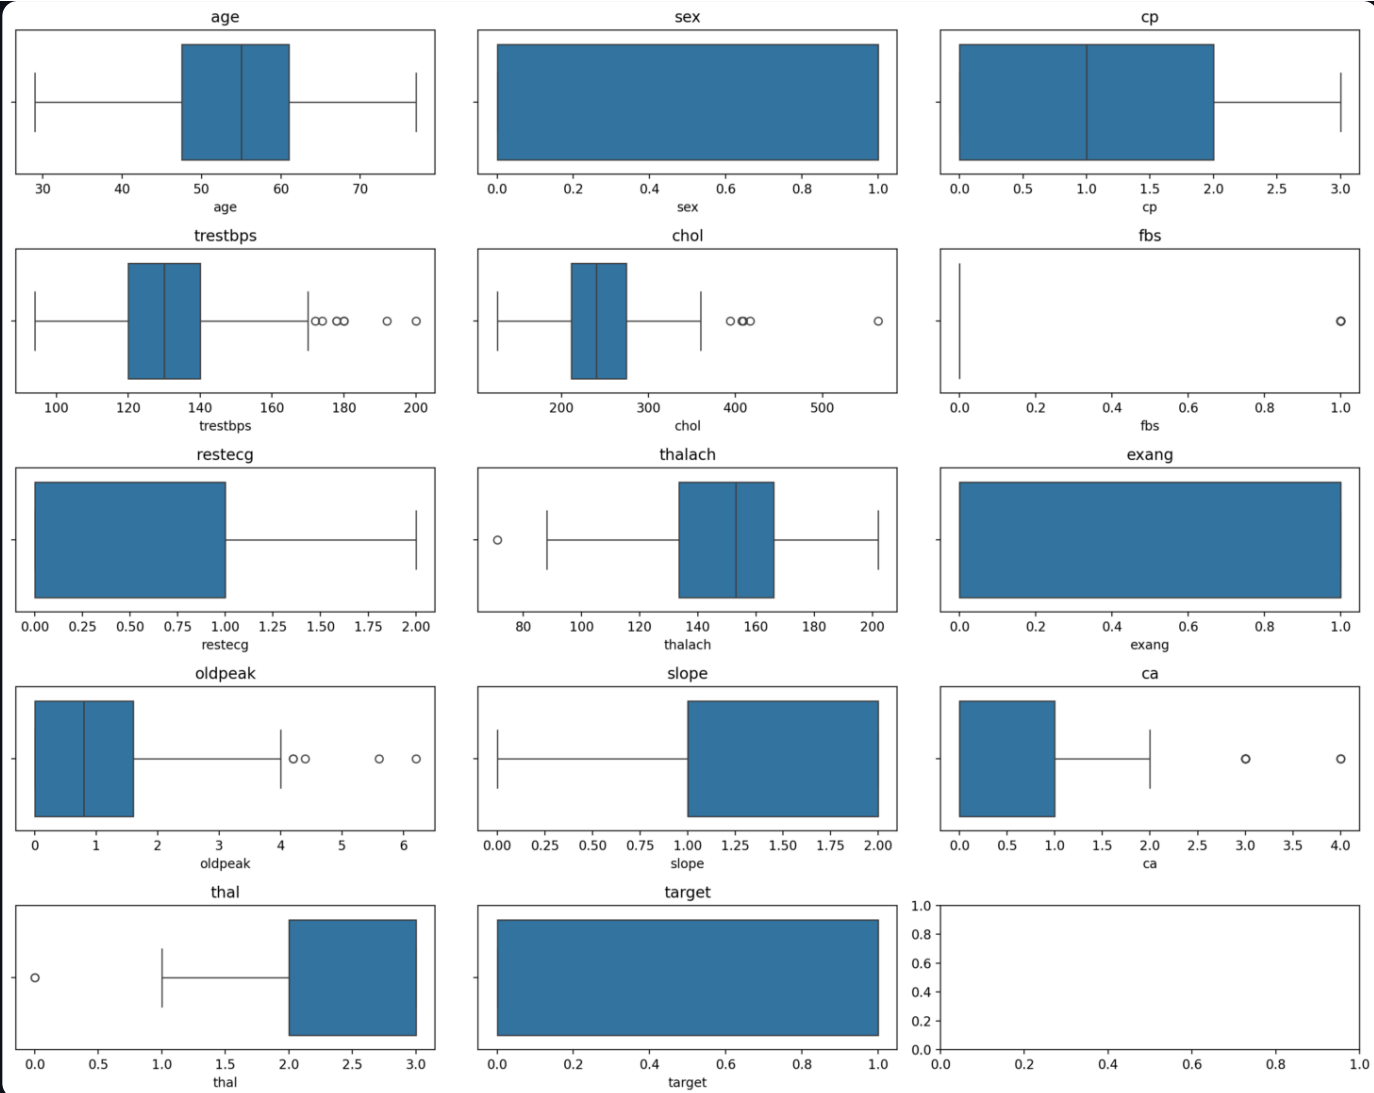 age
sex
cp
30 40 50 60 70
0.0 0.2 0.4 0.6 0.8 1.0
0.0 0.5 1.0 1.5 2.0 2.5 3.0
age
sex
cp
trestbps
chol
fbs
100 120 140 160 180 200
200 300 400 500
0.0 0.2 0.4 0.6 0.8 1.0
trestbps
chol
fbs
restecg
thalach
exang
0.00 0.25 0.50 0.75 1.00 1.25 1.50 1.75 2.00
80 100 120 140 160 180 200
0.0 0.2 0.4 0.6 0.8 1.0
restecg
thalach
exang
oldpeak
slope
ca
0 1 2 3 4 5 6
0.00 0.25 0.50 0.75 1.00 1.25 1.50 1.75 2.00
0.0 0.5 1.0 1.5 2.0 2.5 3.0 3.5 4.0
oldpeak
slope
ca
thal
target
1.0
0.8
0.6
0.4
0.2
0.0
0.0 0.5 1.0 1.5 2.0 2.5 3.0
0.0 0.2 0.4 0.6 0.8 1.0
0.0 0.2 0.4 0.6 0.8 1.0
thal
target